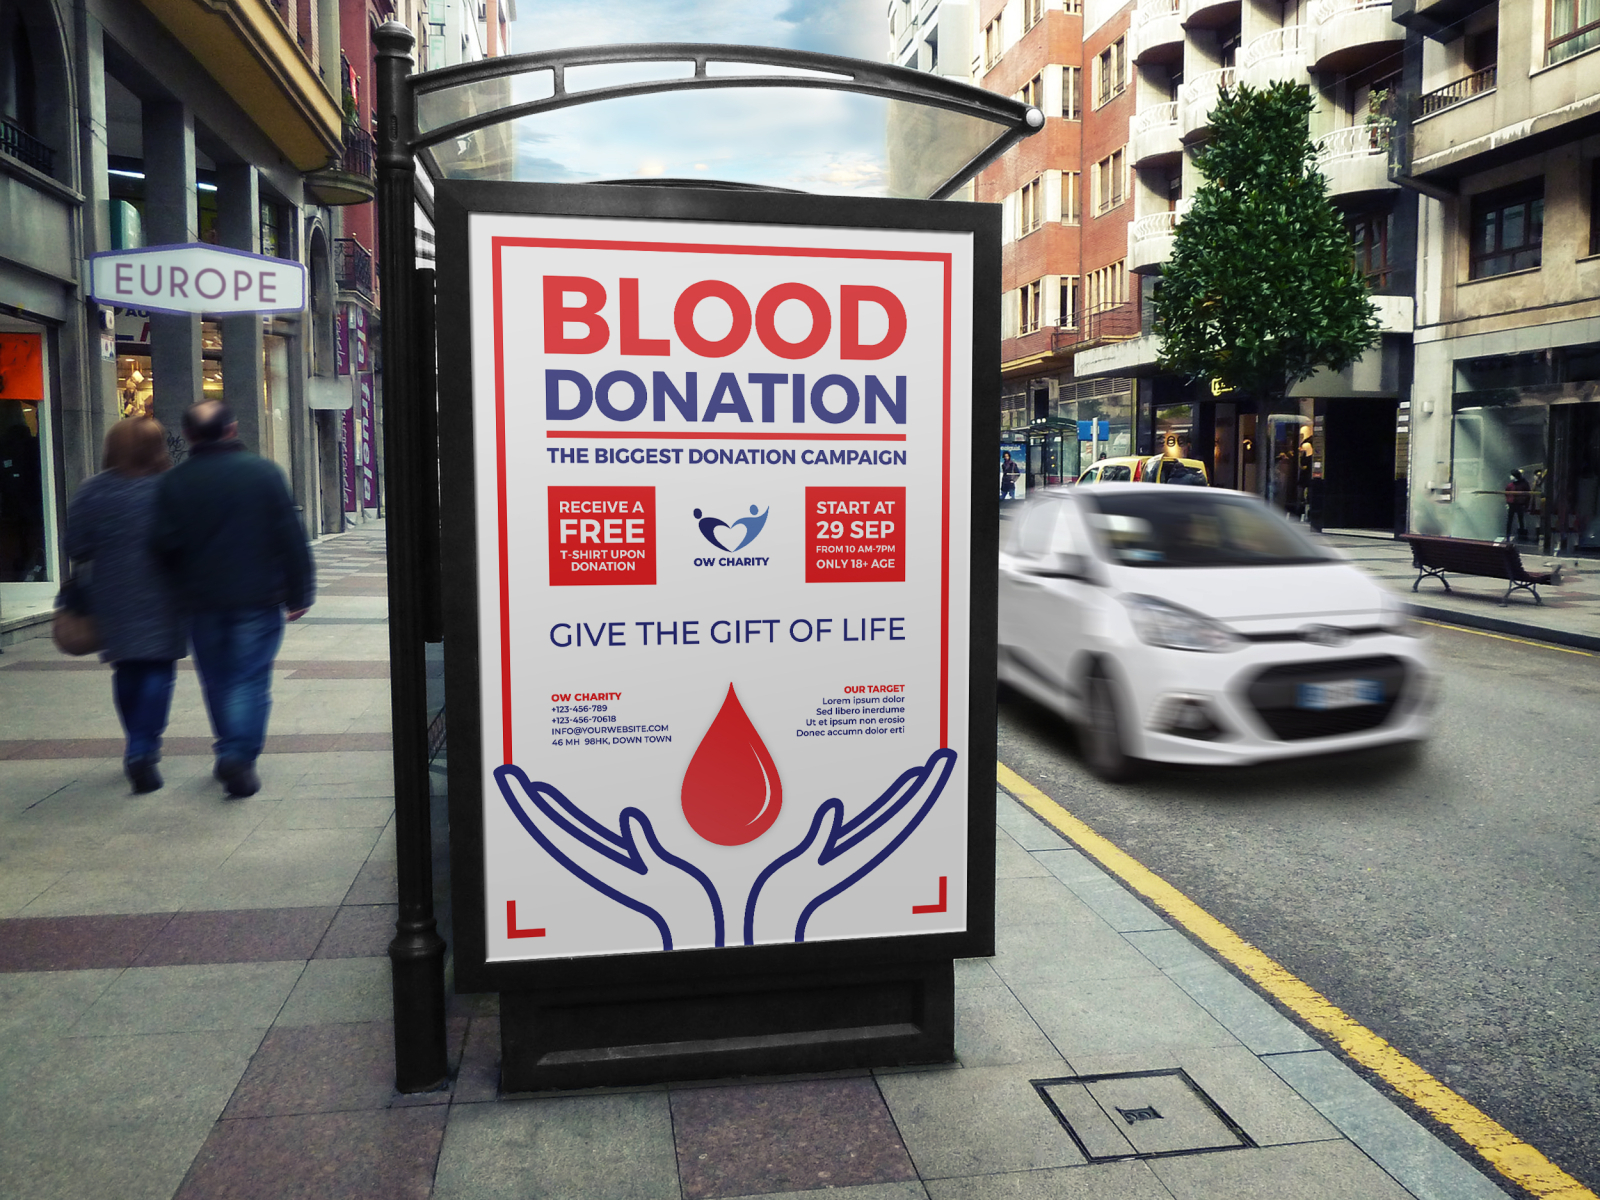 EUROPE
BLOOD
DONATION
THE BIGGEST DONATION CAMPAIGN
RECEIVE A
FREE
T-SHIRT UPON
DONATION
OW CHARITY
START AT
29 SEP
FROM 10 AM-7PM
ONLY 18+ AGE
GIVE THE GIFT OF LIFE
OW CHARITY
+123-456-789
+123-456-70618
INFO@YOURWEBSITE.COM
46 MH 98HK, DOWN TOWN
OUR TARGET
Lorem ipsum dolor
Sed libero inerdume
Ut et ipsum non erosio
Donec accumn dolor erti